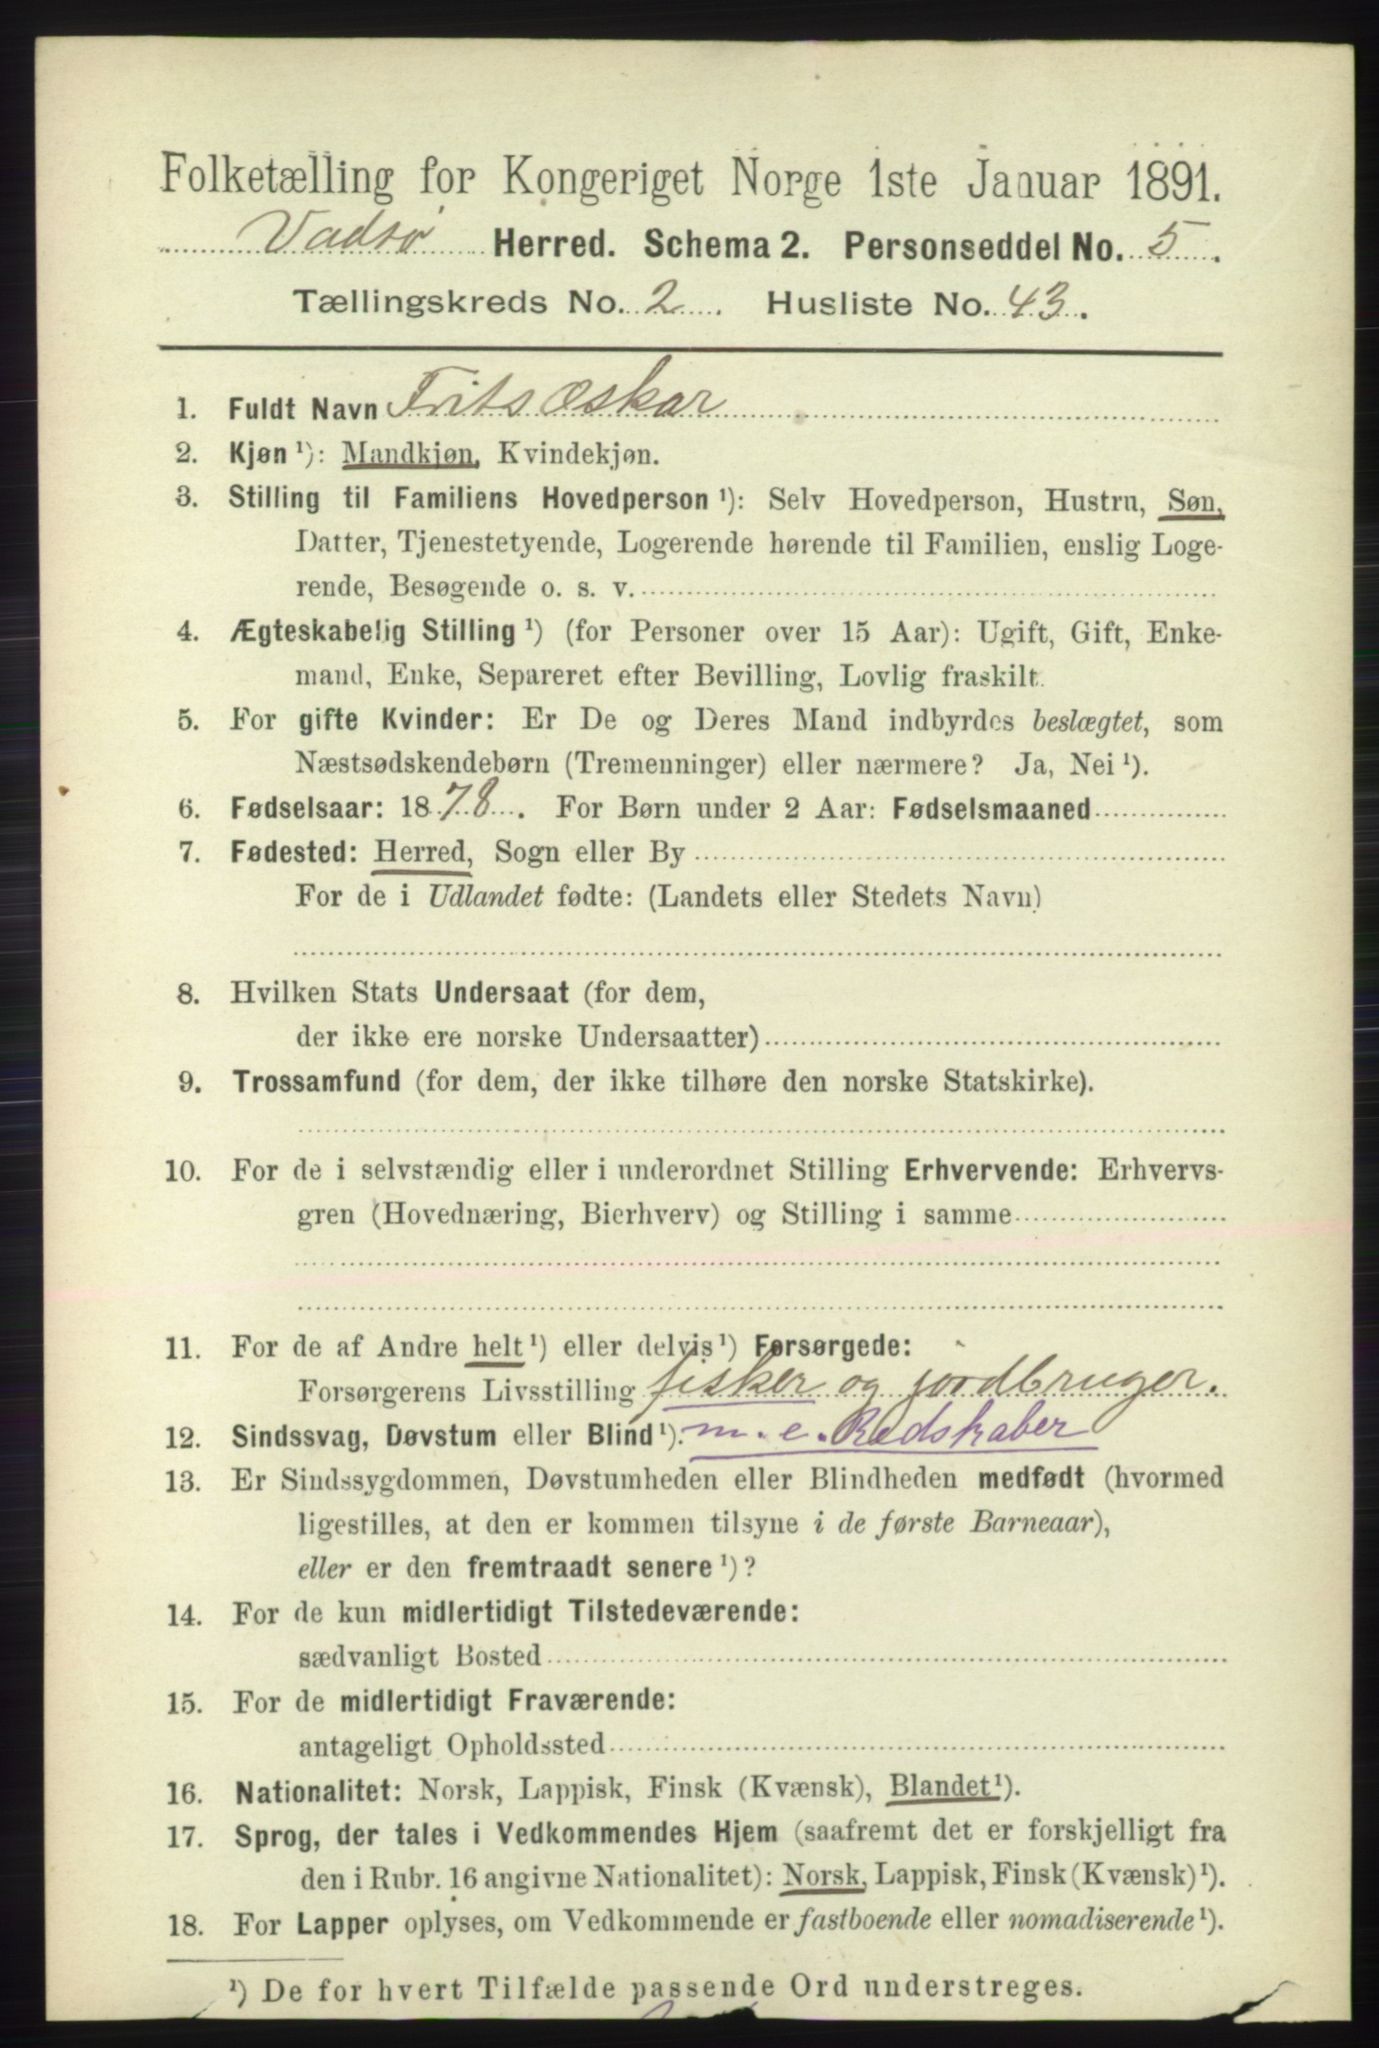 Folketælling for Kongeriget Norge 1ste Januar 1891.
Vadsø Herred. Schema 2. Personseddel No. 5.
Tællingskreds No. 2. Husliste No. 43.
1. Fuldt Navn Frits Oskar
2. Kjøn ¹): Mandkjøn, Kvindekjøn.
3. Stilling til Familiens Hovedperson ¹): Selv Hovedperson, Hustru, Søn,
Datter, Tjenestetyende, Logerende hørende til Familien, enslig Loge-
rende, Besøgende o. s. v.
4. Ægteskabelig Stilling ¹) (for Personer over 15 Aar): Ugift, Gift, Enke-
mand, Enke, Separeret efter Bevilling, Lovlig fraskilt.
5. For gifte Kvinder: Er De og Deres Mand indbyrdes beslægtet, som
Næstsødskendebørn (Tremenninger) eller nærmere? Ja, Nei ¹).
6. Fødselsaar: 1878. For Børn under 2 Aar: Fødselsmaaned
7. Fødested: Herred, Sogn eller By
For de i Udlandet fødte: (Landets eller Stedets Navn)
8. Hvilken Stats Undersaat (for dem,
der ikke ere norske Undersaatter)
9. Trossamfund (for dem, der ikke tilhøre den norske Statskirke).
10. For de i selvstændig eller i underordnet Stilling Erhvervende: Erhvervs-
gren (Hovednæring, Bierhverv) og Stilling i samme
11. For de af Andre helt ¹) eller delvis ¹) Forsørgede:
Forsørgerens Livsstilling fisker og jordbruger.
12. Sindssvag, Døvstum eller Blind ¹). m. e. Redskaber
13. Er Sindssygdommen, Døvstumheden eller Blindheden medfødt (hvormed
ligestilles, at den er kommen tilsyne i de første Barneaar),
eller er den fremtraadt senere ¹)?
14. For de kun midlertidigt Tilstedeværende:
sædvanligt Bosted
15. For de midlertidigt Fraværende:
antageligt Opholdssted
16. Nationalitet: Norsk, Lappisk, Finsk (Kvænsk), Blandet ¹).
17. Sprog, der tales i Vedkommendes Hjem (saafremt det er forskjelligt fra
den i Rubr. 16 angivne Nationalitet): Norsk, Lappisk, Finsk (Kvænsk) ¹).
18. For Lapper oplyses, om Vedkommende er fastboende eller nomadiserende ¹).
¹) De for hvert Tilfælde passende Ord understreges.